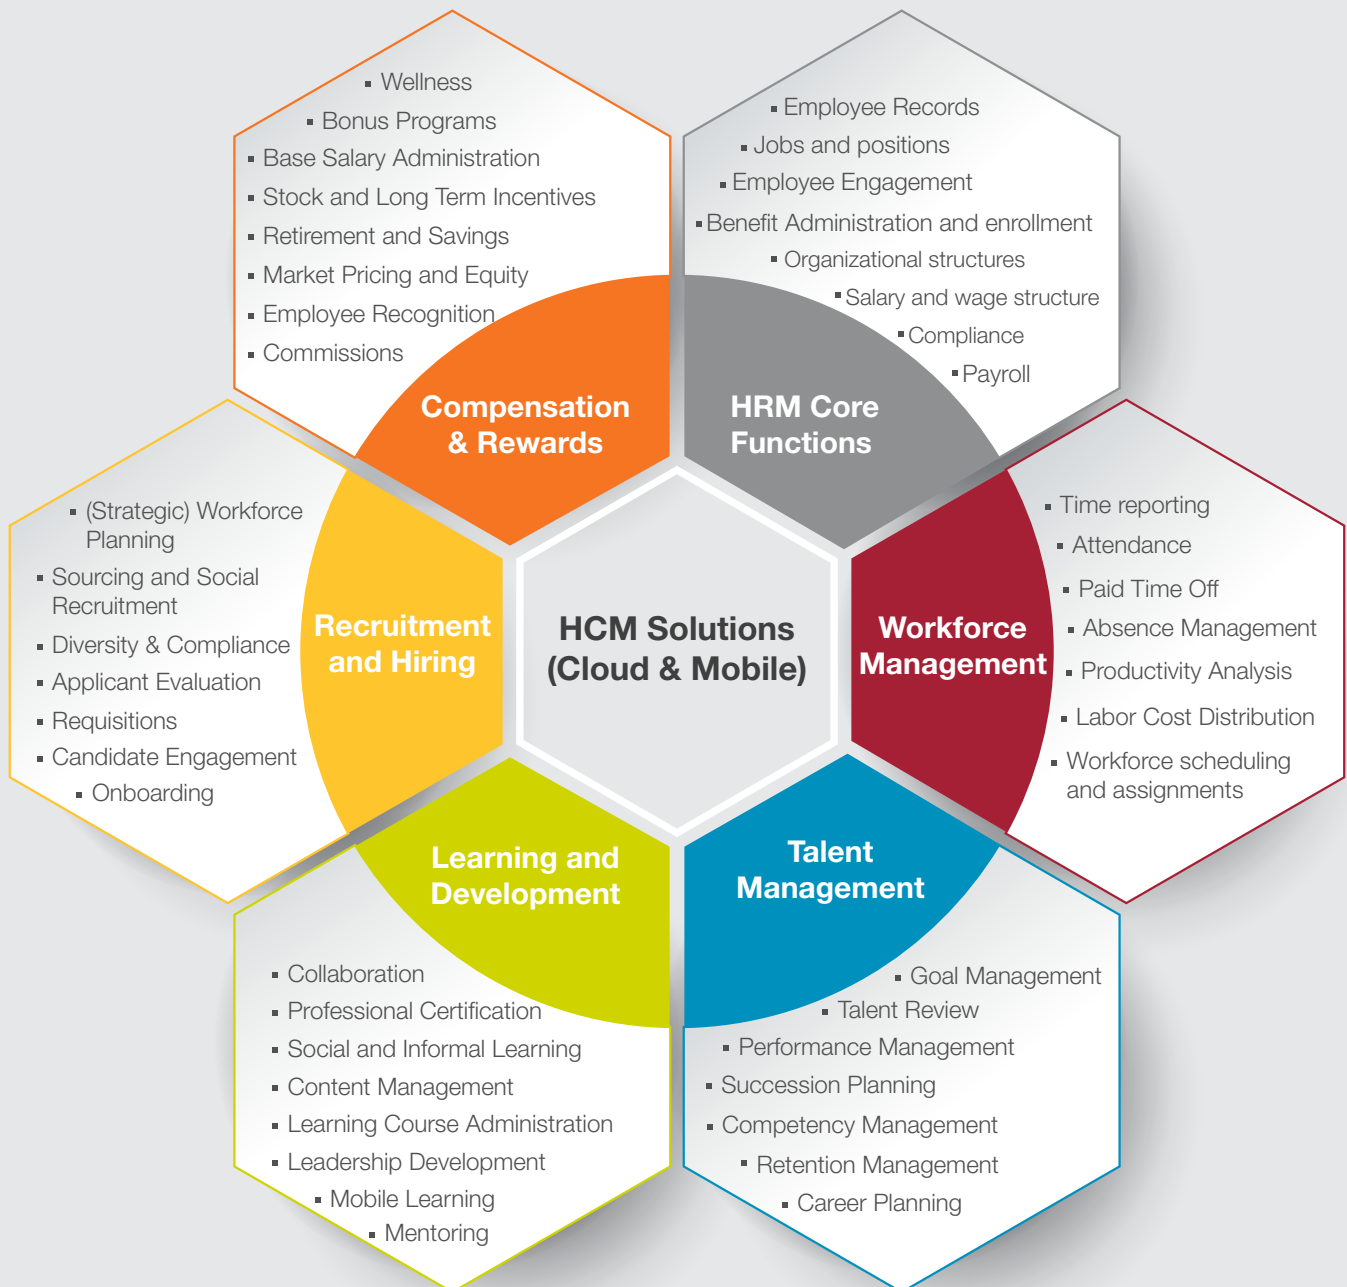 ▪ Wellness
▪ Bonus Programs
▪ Base Salary Administration
▪ Stock and Long Term Incentives
▪ Retirement and Savings
▪ Market Pricing and Equity
▪ Employee Recognition
▪ Commissions
Compensation
& Rewards
▪ Employee Records
▪ Jobs and positions
▪ Employee Engagement
▪ Benefit Administration and enrollment
▪ Organizational structures
▪ Salary and wage structure
▪ Compliance
▪ Payroll
HRM Core
Functions
▪ (Strategic) Workforce
Planning
▪ Sourcing and Social
Recruitment
▪ Diversity & Compliance
▪ Applicant Evaluation
▪ Requisitions
▪ Candidate Engagement
▪ Onboarding
Recruitment
and Hiring
HCM Solutions
(Cloud & Mobile)
Workforce
Management
▪ Time reporting
▪ Attendance
▪ Paid Time Off
▪ Absence Management
▪ Productivity Analysis
▪ Labor Cost Distribution
▪ Workforce scheduling
and assignments
Learning and
Development
▪ Collaboration
▪ Professional Certification
▪ Social and Informal Learning
▪ Content Management
▪ Learning Course Administration
▪ Leadership Development
▪ Mobile Learning
▪ Mentoring
Talent
Management
▪ Goal Management
▪ Talent Review
▪ Performance Management
▪ Succession Planning
▪ Competency Management
▪ Retention Management
▪ Career Planning